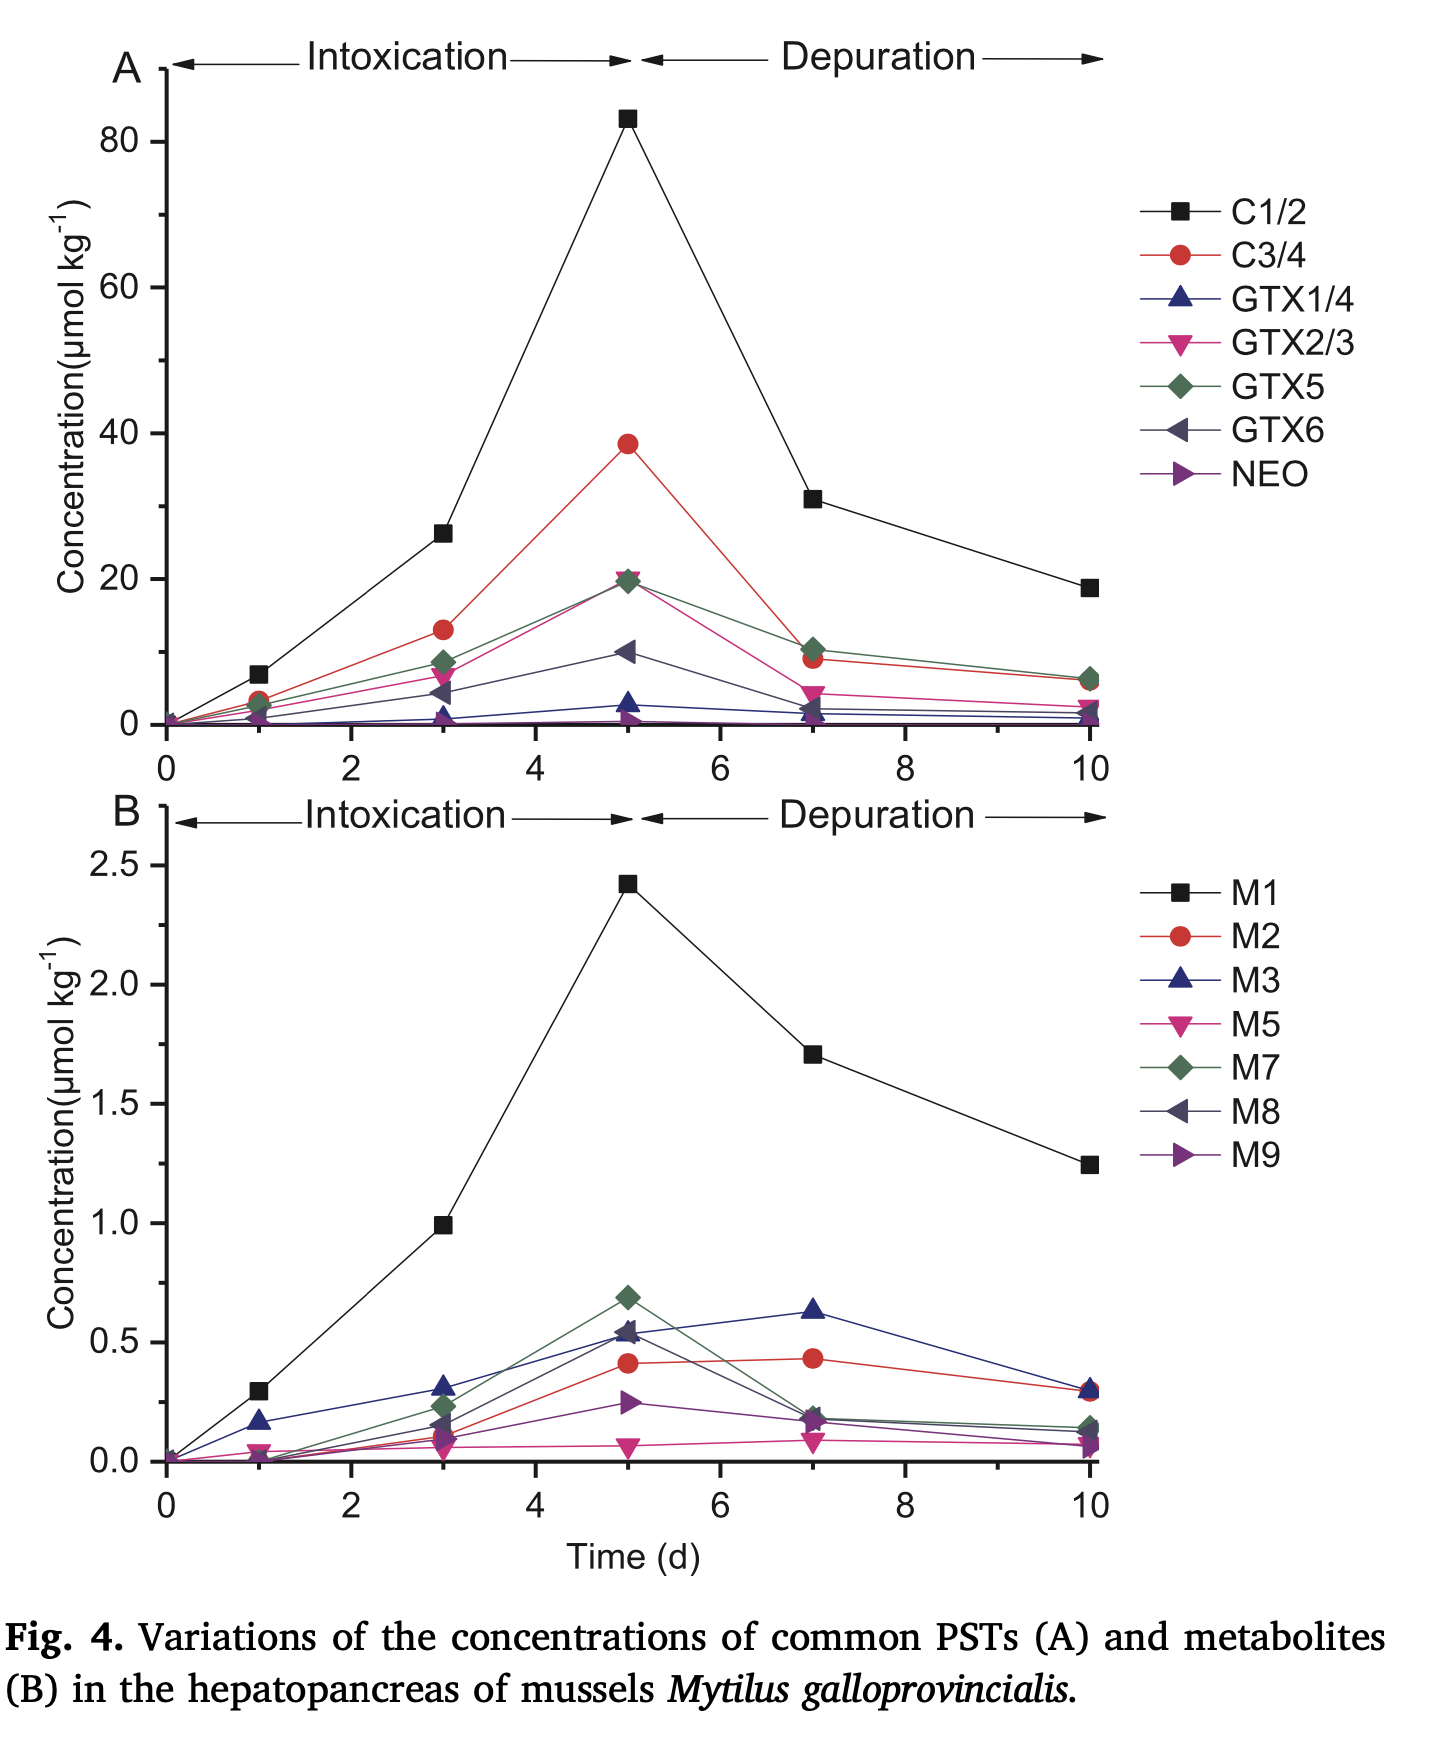 A
Intoxication
Depuration
80
60
40
20
0
Concentration(μmol kg⁻¹)
0 2 4 6 8 10
C1/2
C3/4
GTX1/4
GTX2/3
GTX5
GTX6
NEO
B
Intoxication
Depuration
2.5
2.0
1.5
1.0
0.5
0.0
Concentration(μmol kg⁻¹)
0 2 4 6 8 10
Time (d)
M1
M2
M3
M5
M7
M8
M9
Fig. 4. Variations of the concentrations of common PSTs (A) and metabolites
(B) in the hepatopancreas of mussels Mytilus galloprovincialis.